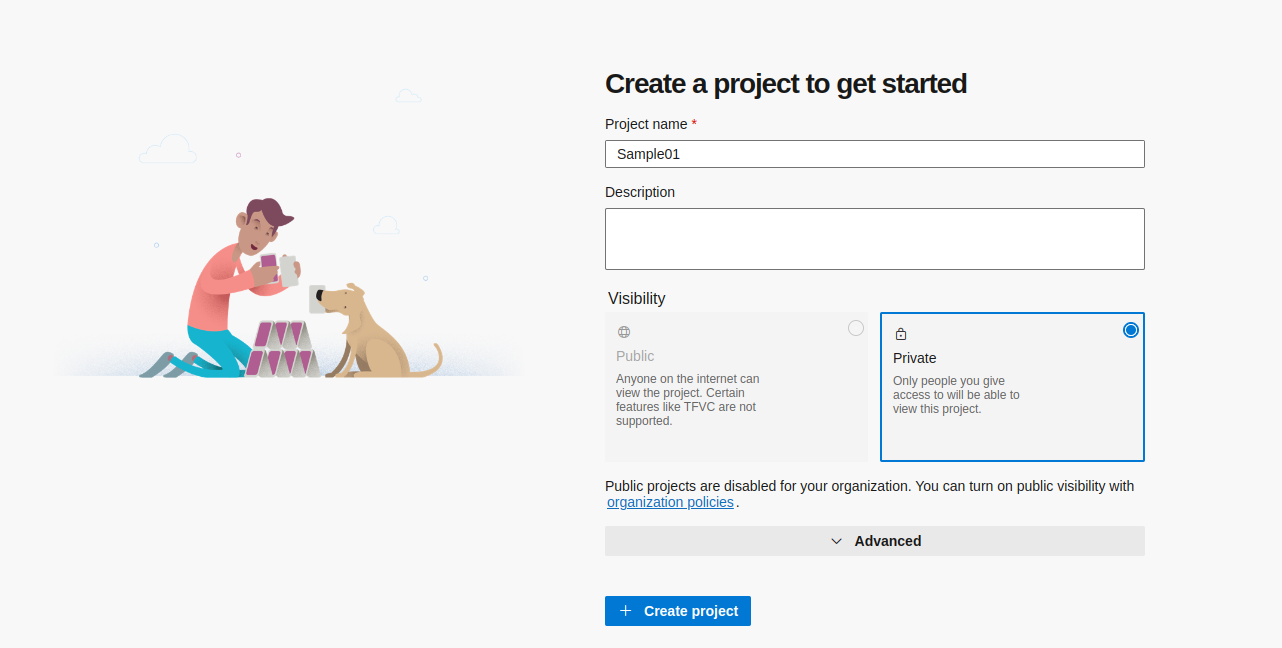 Create a project to get started
Project name *
Sample01
Description
Visibility
Public
Anyone on the internet can
view the project. Certain
features like TFVC are not
supported.
Private
Only people you give
access to will be able to
view this project.
Public projects are disabled for your organization. You can turn on public visibility with
organization policies.
Advanced
Create project